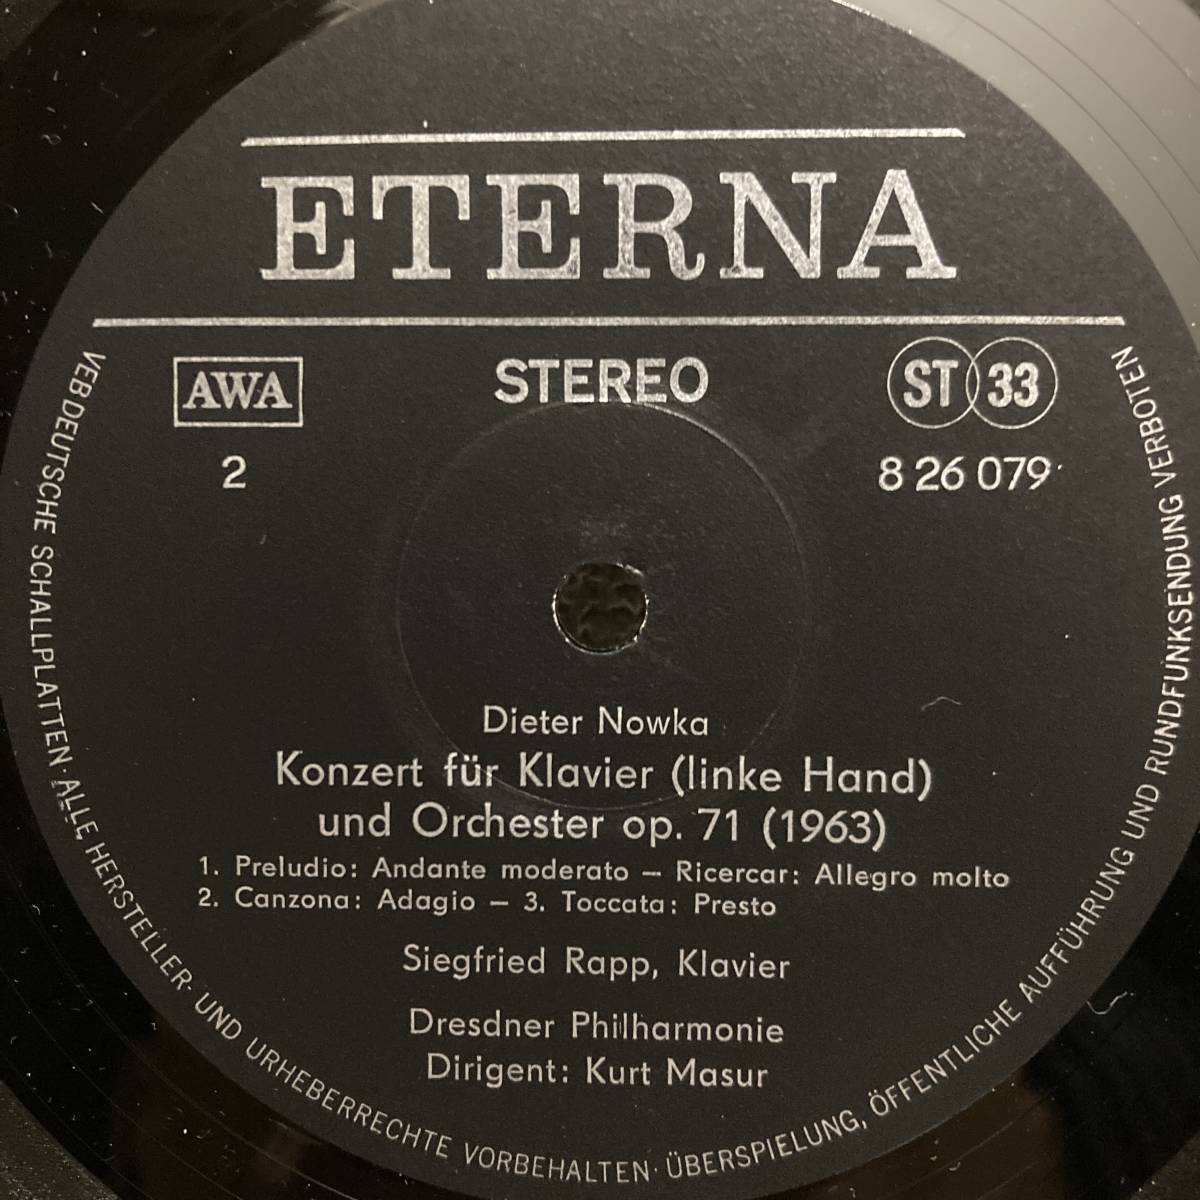 ETERNA
AWA
STEREO
ST 33
2
8 26 079
Dieter Nowka
Konzert für Klavier (linke Hand)
und Orchester op. 71 (1963)
1. Preludio: Andante moderato – Ricercar: Allegro molto
2. Canzona: Adagio – 3. Toccata: Presto
Siegfried Rapp, Klavier
Dresdner Philharmonie
Dirigent: Kurt Masur
VEB DEUTSCHE SCHALLPLATTEN · ALLE HERSTELLER- UND URHEBERRECHTE VORBEHALTEN · ÜBERSPIELUNG, ÖFFENTLICHE AUFFÜHRUNG UND RUNDFUNKSENDUNG VERBOTEN